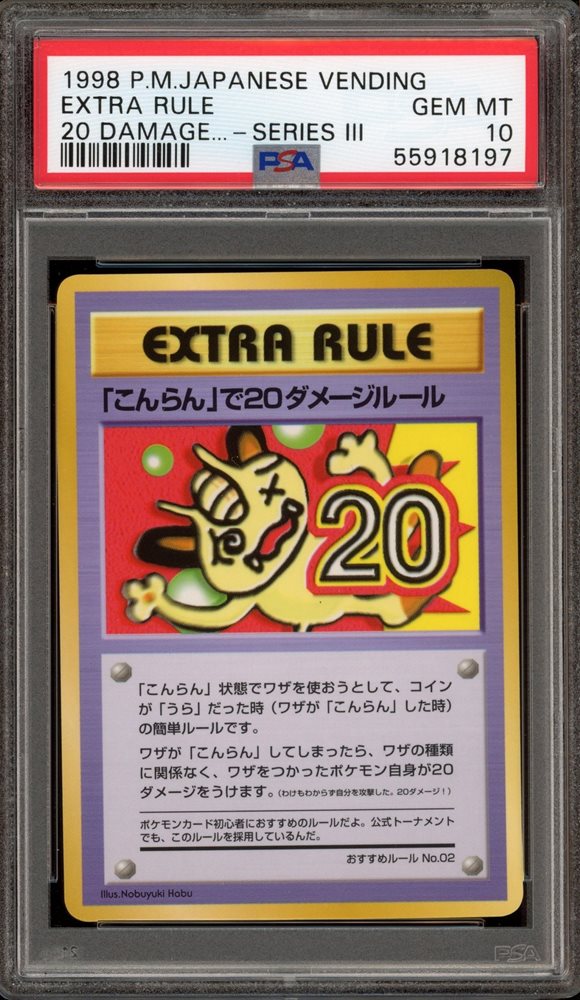 1998 P.M.JAPANESE VENDING
EXTRA RULE GEM MT
20 DAMAGE...-SERIES III 10
PSA 55918197
EXTRA RULE
「こんらん」で20ダメージルール
20
「こんらん」状態でワザを使おうとして、コイン
が「うら」だった時（ワザが「こんらん」した時）
の簡単ルールです。
ワザが「こんらん」してしまったら、ワザの種類
に関係なく、ワザをつかったポケモン自身が20
ダメージをうけます。（わけもわからず自分を攻撃した。20ダメージ！）
ポケモンカード初心者におすすめのルールだよ。公式トーナメント
でも、このルールを採用しているんだ。
おすすめルール No.02
Illus.Nobuyuki Habu
PSA